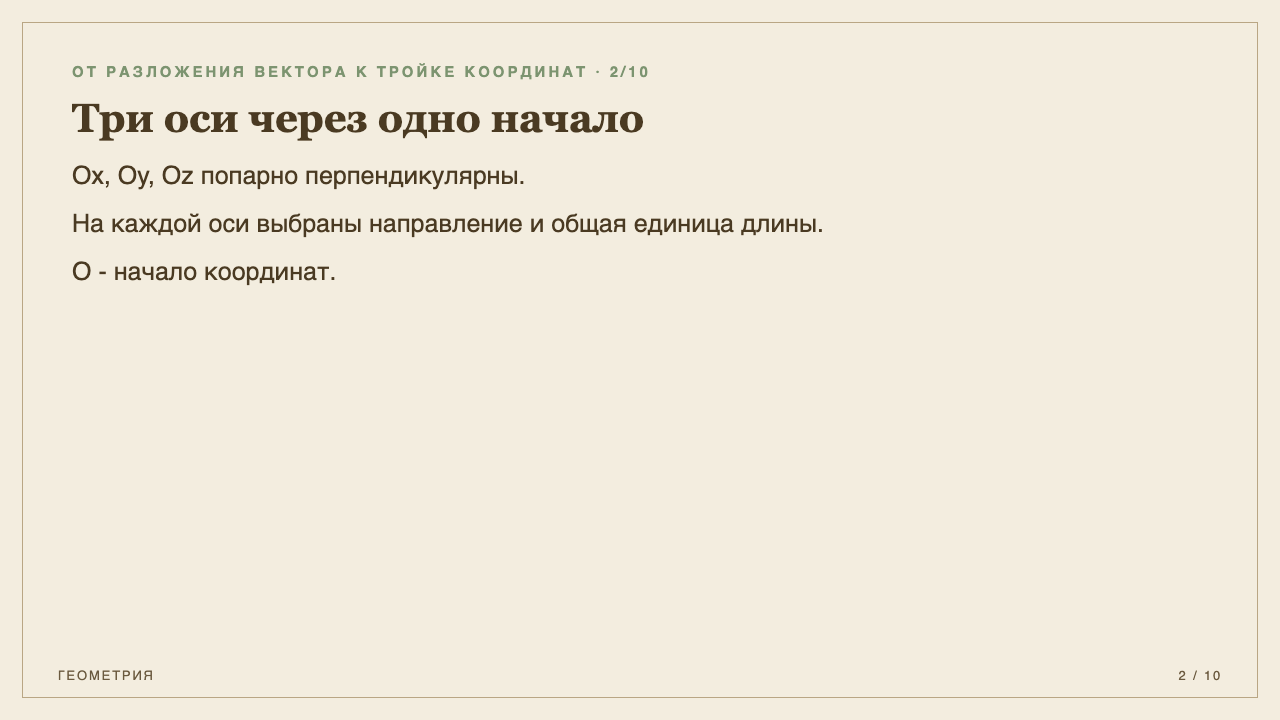 ОТ РАЗЛОЖЕНИЯ ВЕКТОРА К ТРОЙКЕ КООРДИНАТ · 2/10
Три оси через одно начало
Ox, Oy, Oz попарно перпендикулярны.
На каждой оси выбраны направление и общая единица длины.
O - начало координат.
ГЕОМЕТРИЯ
2 / 10